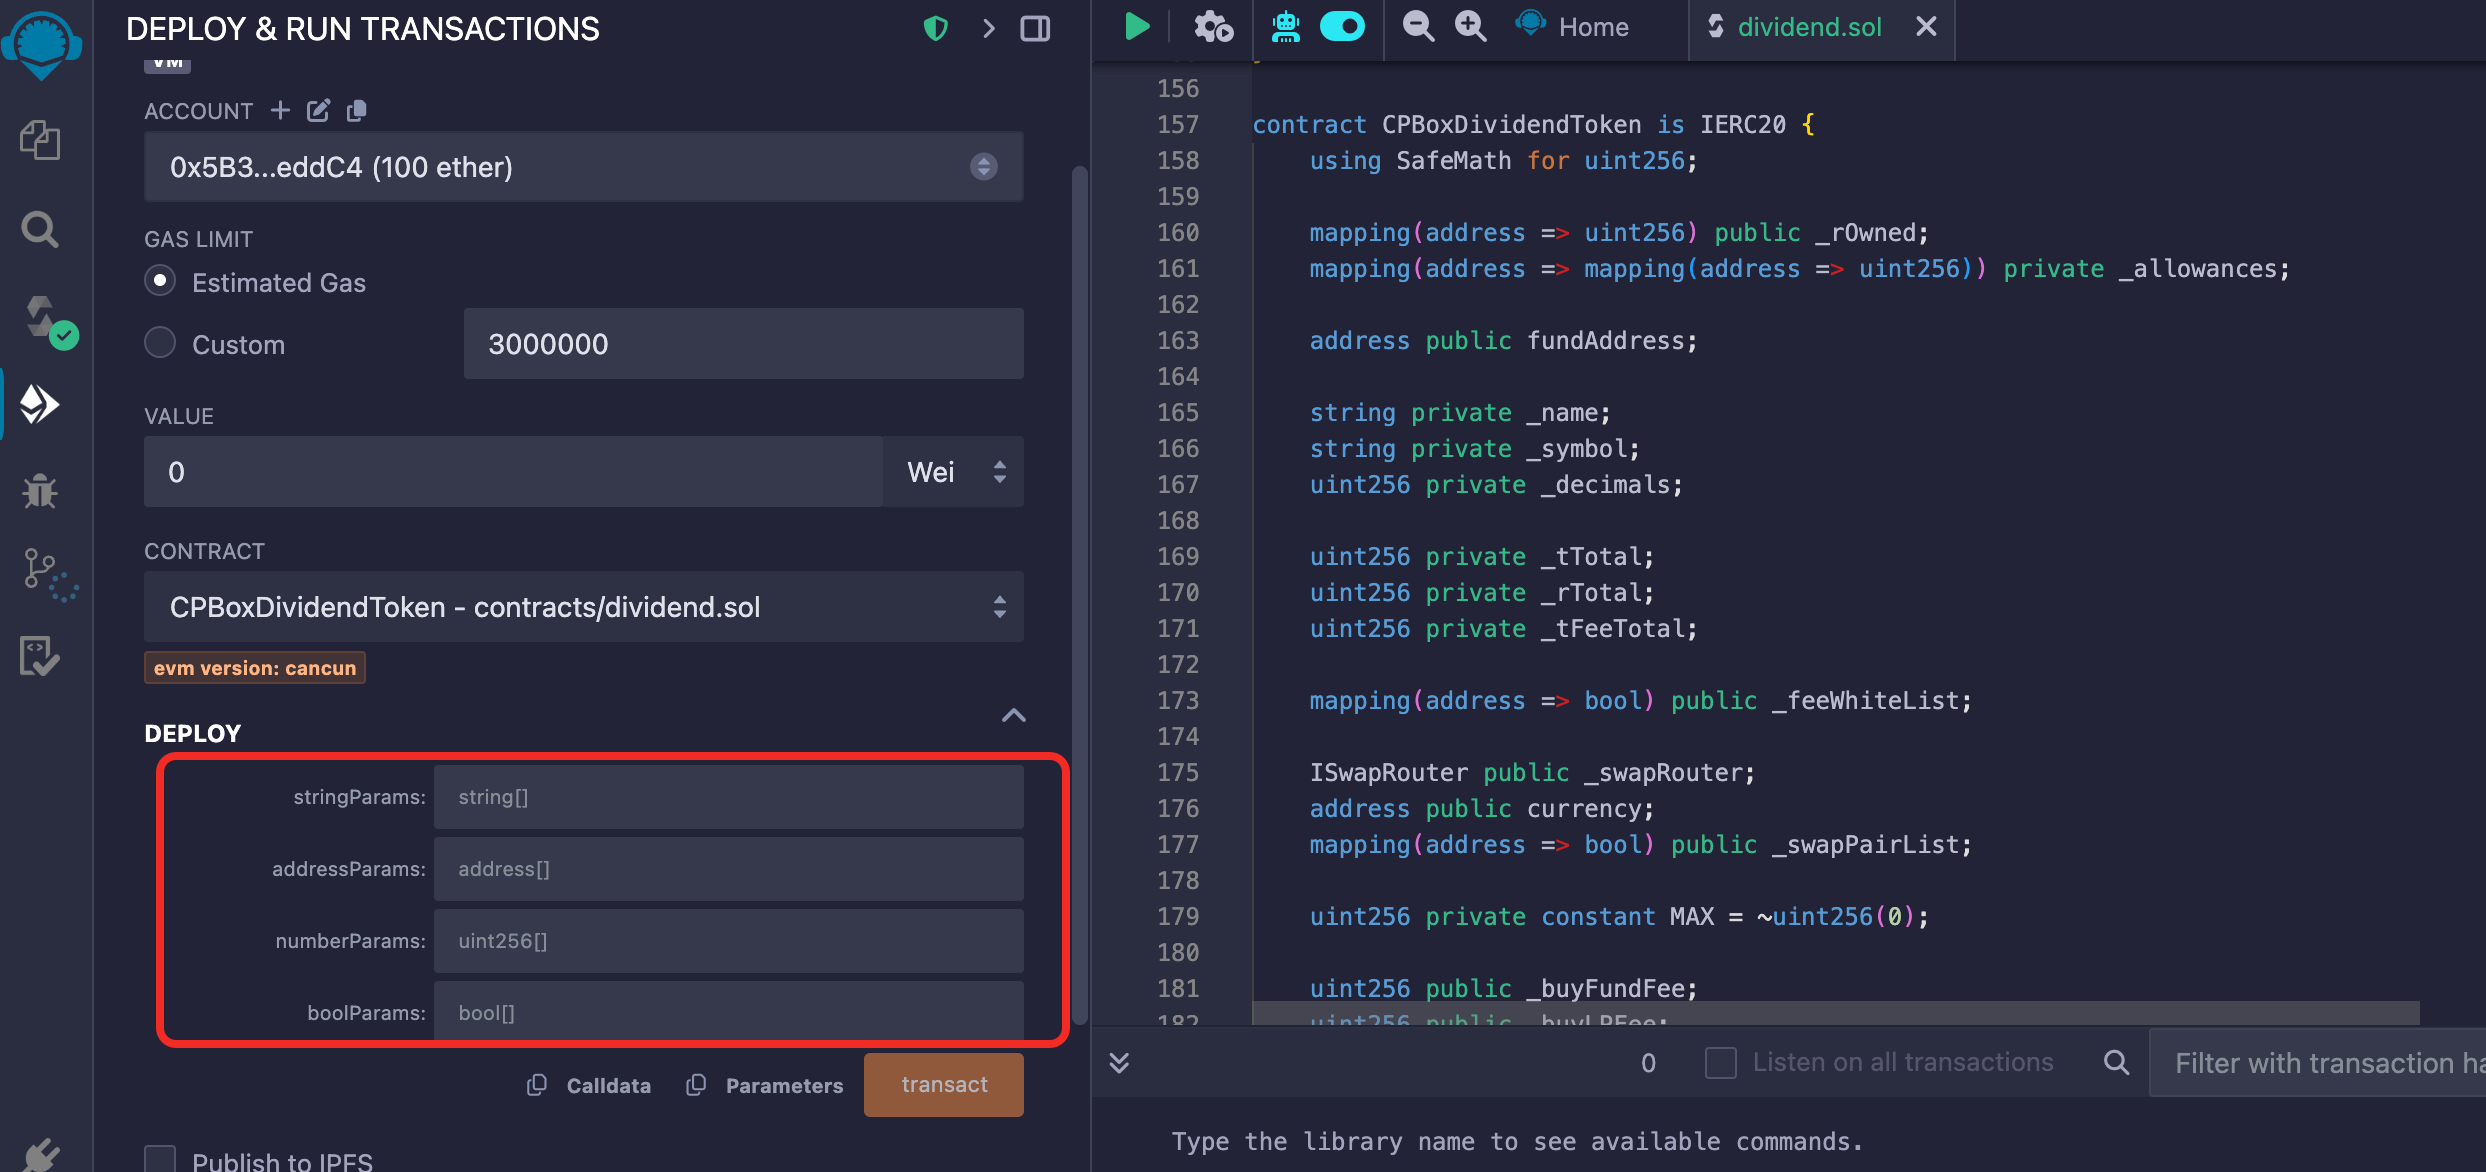 DEPLOY & RUN TRANSACTIONS
VM
ACCOUNT
0x5B3...eddC4 (100 ether)
GAS LIMIT
Estimated Gas
Custom
3000000
VALUE
0
Wei
CONTRACT
CPBoxDividendToken - contracts/dividend.sol
evm version: cancun
DEPLOY
stringParams: string[]
addressParams: address[]
numberParams: uint256[]
boolParams: bool[]
Calldata
Parameters
transact
Publish to IPFS
Home
dividend.sol
156
157 contract CPBoxDividendToken is IERC20 {
158 using SafeMath for uint256;
159
160 mapping(address => uint256) public _rOwned;
161 mapping(address => mapping(address => uint256)) private _allowances;
162
163 address public fundAddress;
164
165 string private _name;
166 string private _symbol;
167 uint256 private _decimals;
168
169 uint256 private _tTotal;
170 uint256 private _rTotal;
171 uint256 private _tFeeTotal;
172
173 mapping(address => bool) public _feeWhiteList;
174
175 ISwapRouter public _swapRouter;
176 address public currency;
177 mapping(address => bool) public _swapPairList;
178
179 uint256 private constant MAX = ~uint256(0);
180
181 uint256 public _buyFundFee;
182 uint256 public _buyLPFee;
0
Listen on all transactions
Filter with transaction ha
Type the library name to see available commands.